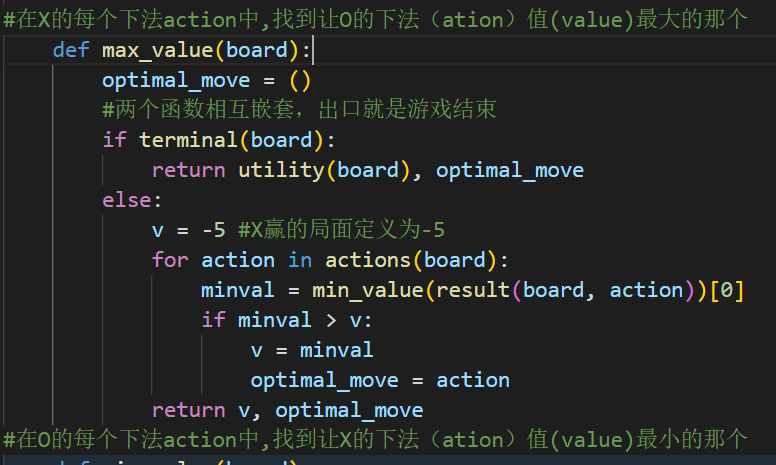 #在X的每个下法action中,找到让O的下法（ation）值(value)最大的那个
def max_value(board):
optimal_move = ()
#两个函数相互嵌套，出口就是游戏结束
if terminal(board):
return utility(board), optimal_move
else:
v = -5 #X赢的局面定义为-5
for action in actions(board):
minval = min_value(result(board, action))[0]
if minval > v:
v = minval
optimal_move = action
return v, optimal_move
#在O的每个下法action中,找到让X的下法（ation）值(value)最小的那个